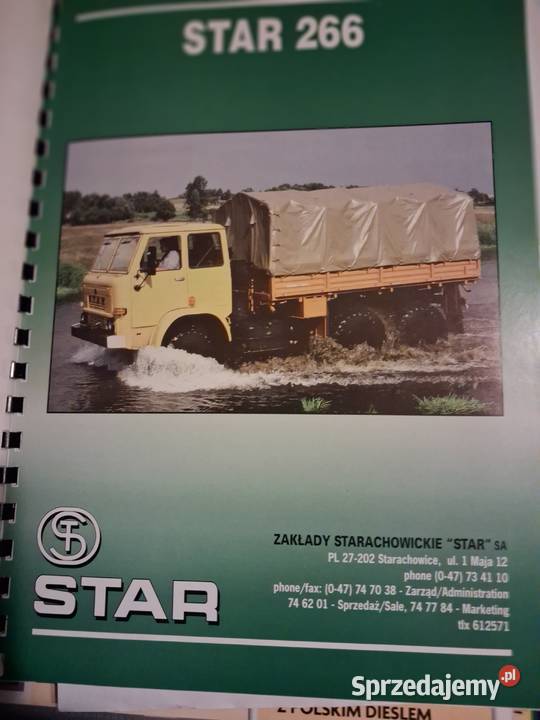 STAR 266
STAR
ZAKŁADY STARACHOWICKIE "STAR" SA
PL 27-202 Starachowice, ul. 1 Maja 12
phone (0-47) 73 41 10
phone/fax: (0-47) 74 70 38 - Zarząd/Administration
74 62 01 - Sprzedaż/Sale, 74 77 84 - Marketing
tlx 612571
STAR
Sprzedajemy.pl
Z POLSKIM DIESLEM